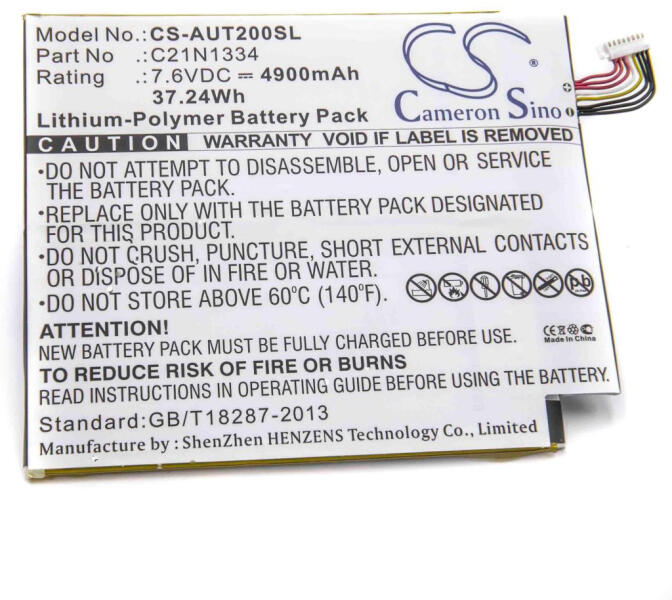 Model No.:CS-AUT200SL
Part No .:C21N1334
Rating .:7.6VDC ⎓ 4900mAh
37.24Wh
Lithium-Polymer Battery Pack
CS
Cameron Sino
CAUTION WARRANTY VOID IF LABEL IS REMOVED
·DO NOT ATTEMPT TO DISASSEMBLE, OPEN OR SERVICE
THE BATTERY PACK.
·REPLACE ONLY WITH THE BATTERY PACK DESIGNATED
FOR THIS PRODUCT.
·DO NOT CRUSH, PUNCTURE, SHORT EXTERNAL CONTACTS
OR DISPOSE OF IN FIRE OR WATER.
·DO NOT STORE ABOVE 60°C (140°F).
Pb
ATTENTION!
NEW BATTERY PACK MUST BE FULLY CHARGED BEFORE USE.
TO REDUCE RISK OF FIRE OR BURNS
READ INSTRUCTIONS ON OPERATING GUIDE BEFORE USING THE BATTERY.
CE
Made In China
Standard:GB/T18287-2013
Manufacture by :ShenZhen HENZENS Technology Co., Limited